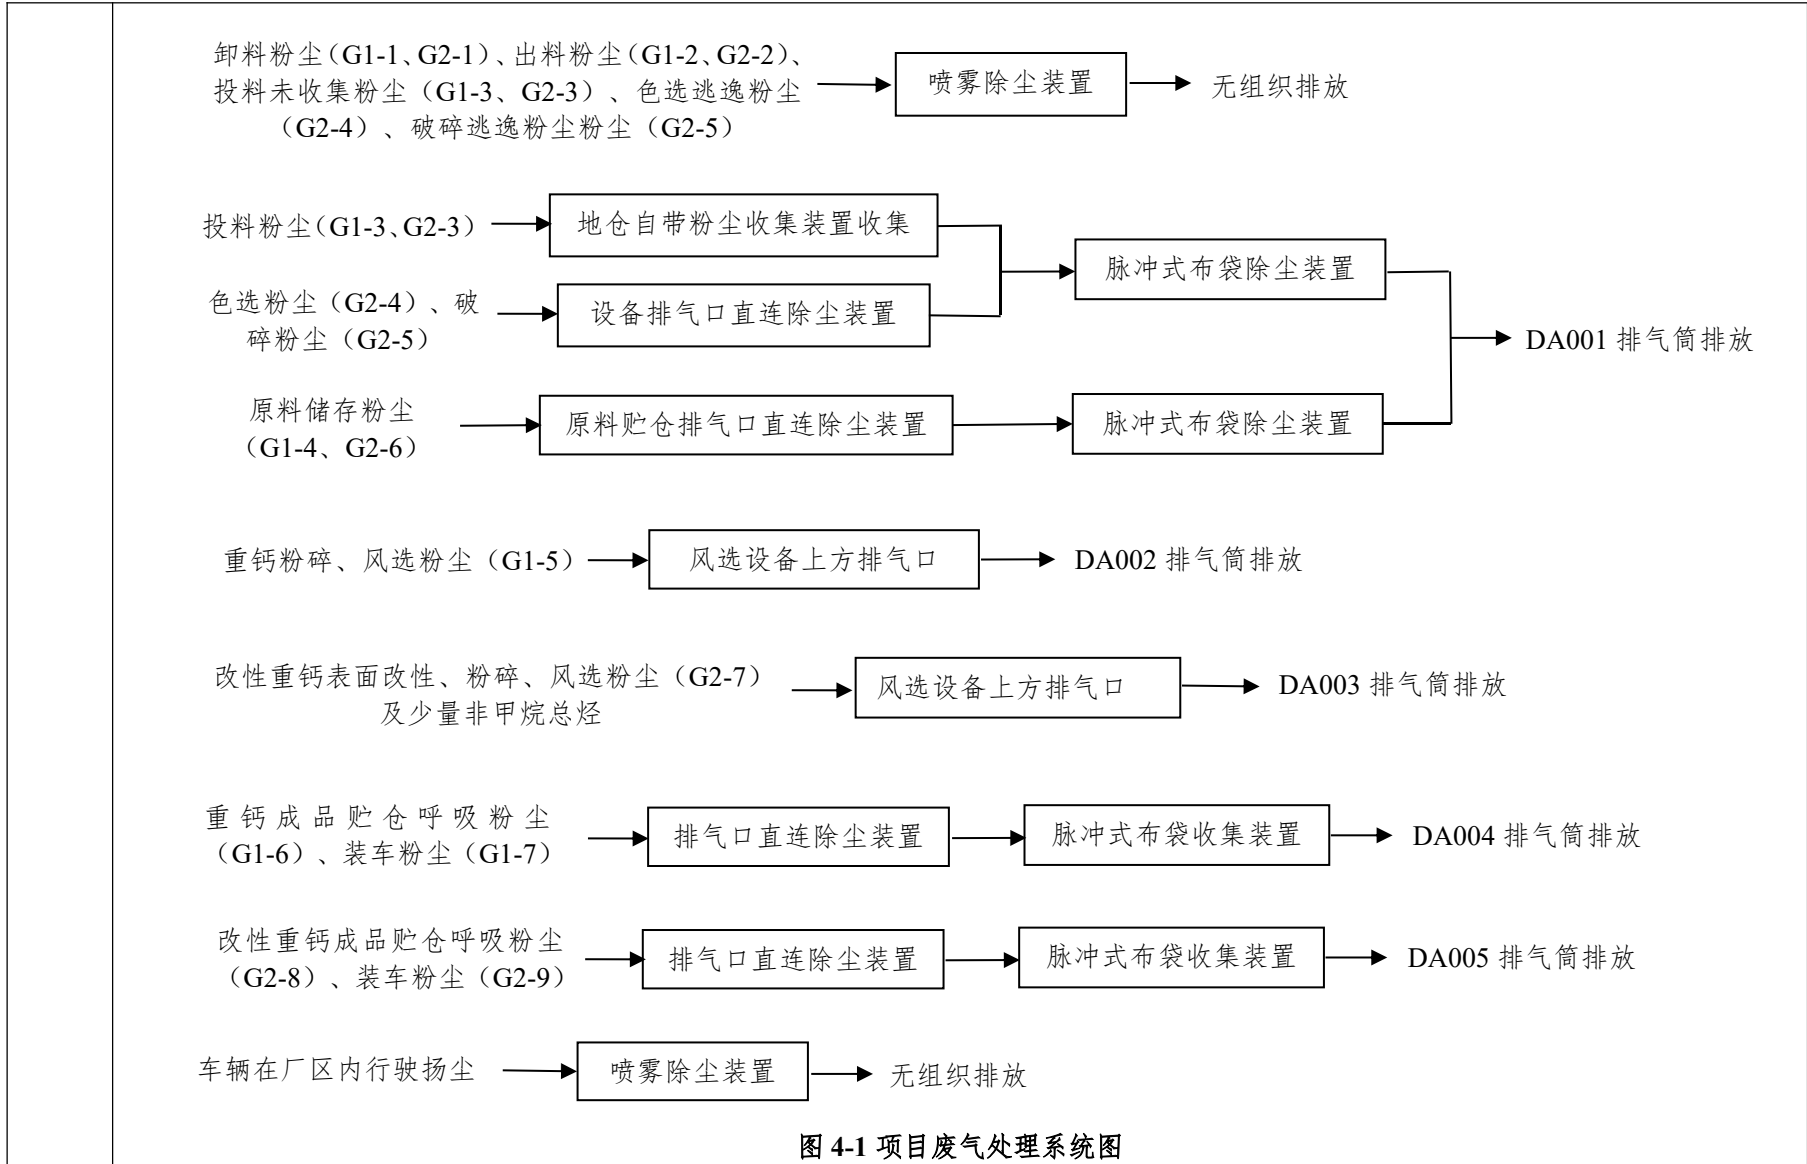 卸料粉尘（G1-1、G2-1）、出料粉尘（G1-2、G2-2）、
投料未收集粉尘（G1-3、G2-3）、色选逃逸粉尘
（G2-4）、破碎逃逸粉尘粉尘（G2-5）
喷雾除尘装置
无组织排放
投料粉尘（G1-3、G2-3）
地仓自带粉尘收集装置收集
脉冲式布袋除尘装置
色选粉尘（G2-4）、破
碎粉尘（G2-5）
设备排气口直连除尘装置
DA001 排气筒排放
原料储存粉尘
（G1-4、G2-6）
原料贮仓排气口直连除尘装置
脉冲式布袋除尘装置
重钙粉碎、风选粉尘（G1-5）
风选设备上方排气口
DA002 排气筒排放
改性重钙表面改性、粉碎、风选粉尘（G2-7）
及少量非甲烷总烃
风选设备上方排气口
DA003 排气筒排放
重钙成品贮仓呼吸粉尘
（G1-6）、装车粉尘（G1-7）
排气口直连除尘装置
脉冲式布袋收集装置
DA004 排气筒排放
改性重钙成品贮仓呼吸粉尘
（G2-8）、装车粉尘（G2-9）
排气口直连除尘装置
脉冲式布袋收集装置
DA005 排气筒排放
车辆在厂区内行驶扬尘
喷雾除尘装置
无组织排放
图 4-1 项目废气处理系统图